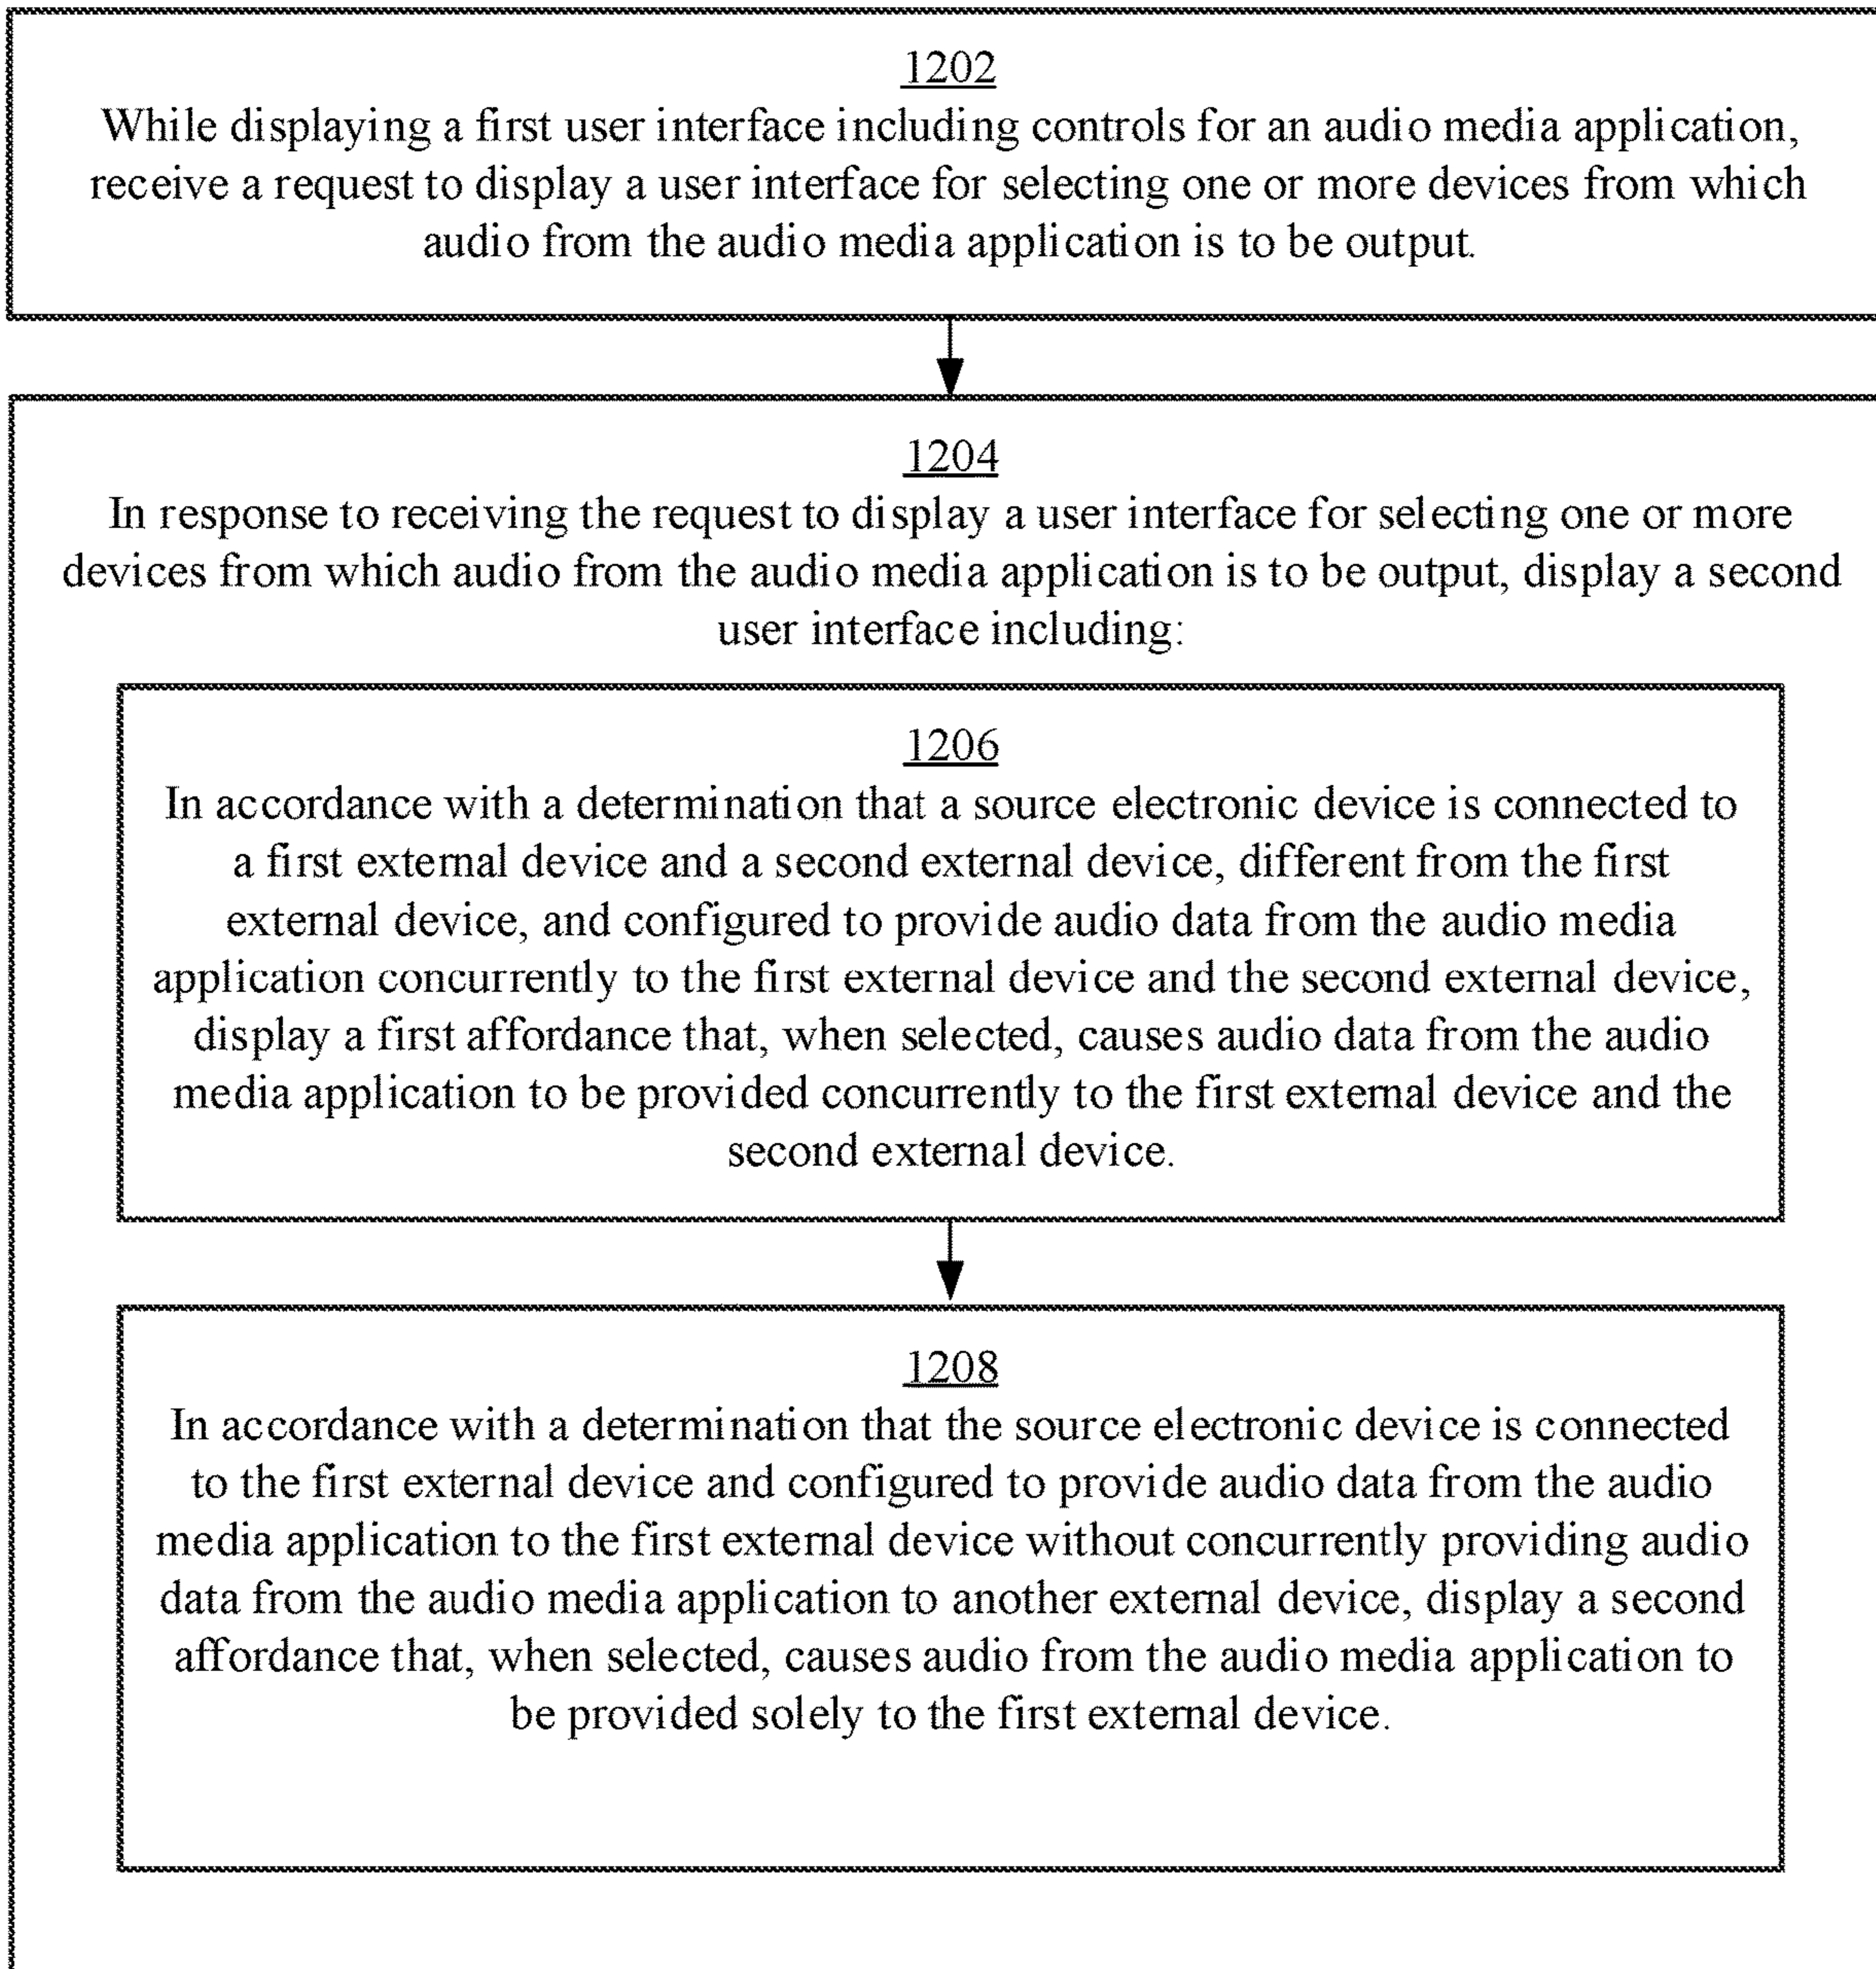 1202
While displaying a first user interface including controls for an audio media application,
receive a request to display a user interface for selecting one or more devices from which
audio from the audio media application is to be output.
1204
In response to receiving the request to display a user interface for selecting one or more
devices from which audio from the audio media application is to be output, display a second
user interface including:
1206
In accordance with a determination that a source electronic device is connected to
a first external device and a second external device, different from the first
external device, and configured to provide audio data from the audio media
application concurrently to the first external device and the second external device,
display a first affordance that, when selected, causes audio data from the audio
media application to be provided concurrently to the first external device and the
second external device.
1208
In accordance with a determination that the source electronic device is connected
to the first external device and configured to provide audio data from the audio
media application to the first external device without concurrently providing audio
data from the audio media application to another external device, display a second
affordance that, when selected, causes audio from the audio media application to
be provided solely to the first external device.